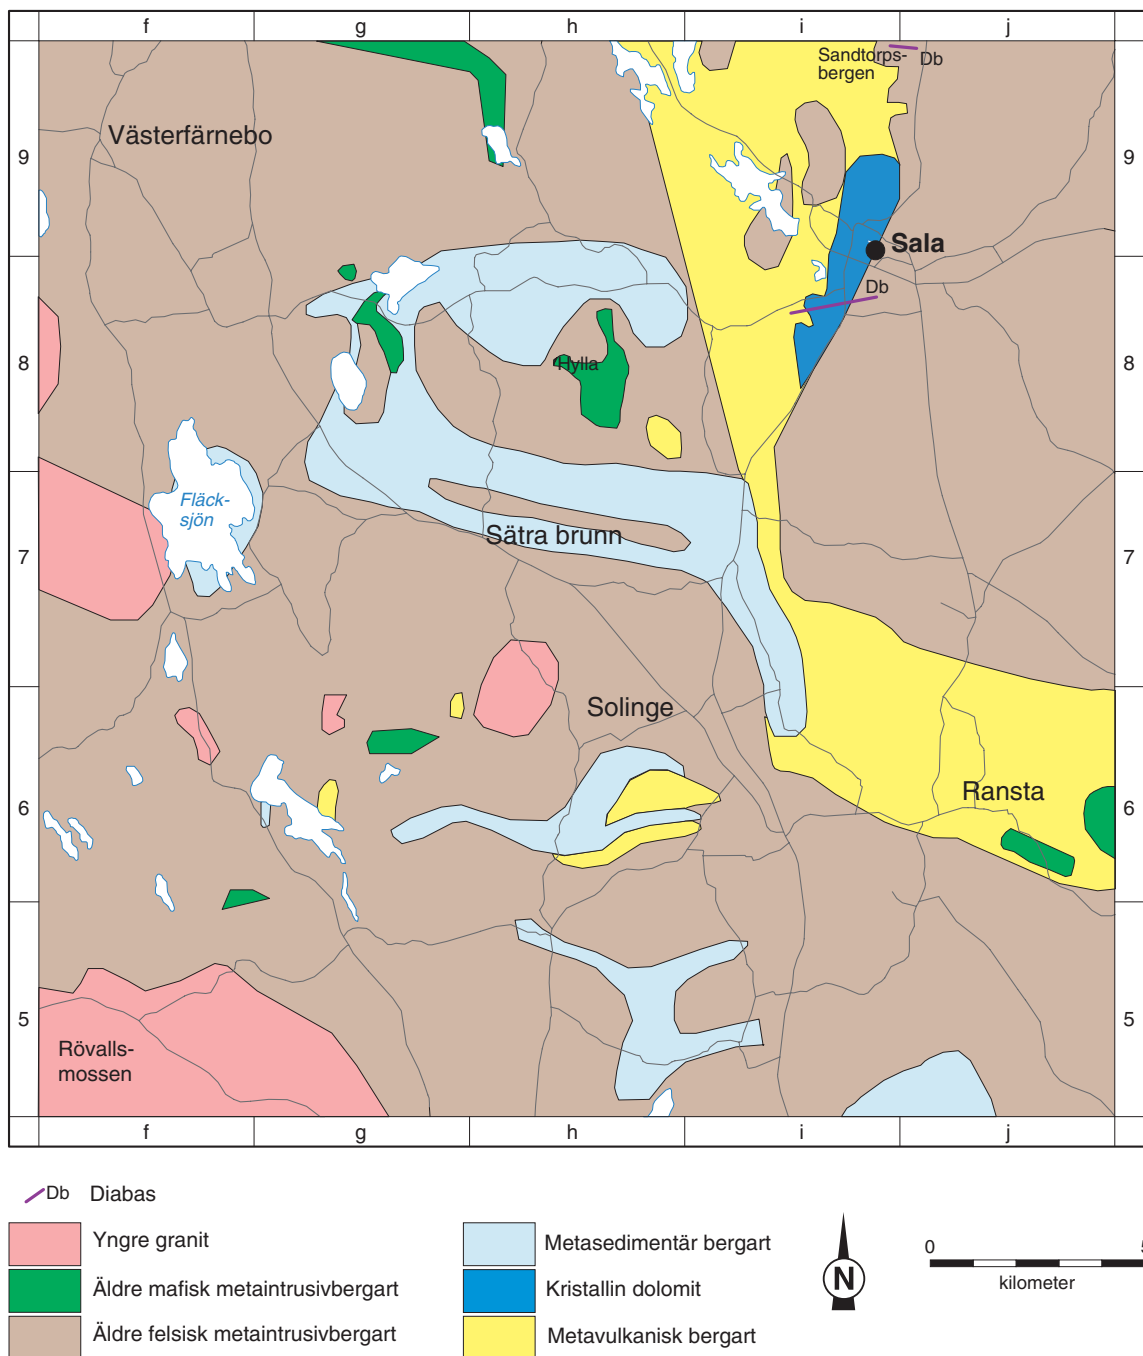 f g h i j
Sandtorps-
bergen
Db
Västerfärnebo
9 9
Sala
Db
8 8
Hylla
Fläck-
sjön
7 7
Sätra brunn
Solinge
Ransta
6 6
5 5
Rövalls-
mossen
f g h i j
Db Diabas
Yngre granit
Äldre mafisk metaintrusivbergart
Äldre felsisk metaintrusivbergart
Metasedimentär bergart
Kristallin dolomit
Metavulkanisk bergart
N
0 5
kilometer